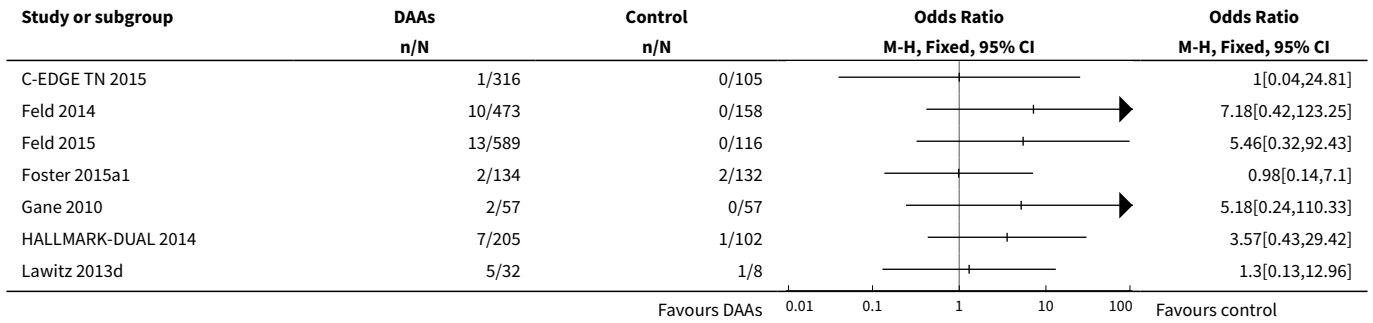 Study or subgroup DAAs Control Odds Ratio Odds Ratio
n/N n/N M-H, Fixed, 95% CI M-H, Fixed, 95% CI
C-EDGE TN 2015 1/316 0/105 1[0.04,24.81]
Feld 2014 10/473 0/158 7.18[0.42,123.25]
Feld 2015 13/589 0/116 5.46[0.32,92.43]
Foster 2015a1 2/134 2/132 0.98[0.14,7.1]
Gane 2010 2/57 0/57 5.18[0.24,110.33]
HALLMARK-DUAL 2014 7/205 1/102 3.57[0.43,29.42]
Lawitz 2013d 5/32 1/8 1.3[0.13,12.96]
Favours DAAs 0.01 0.1 1 10 100 Favours control